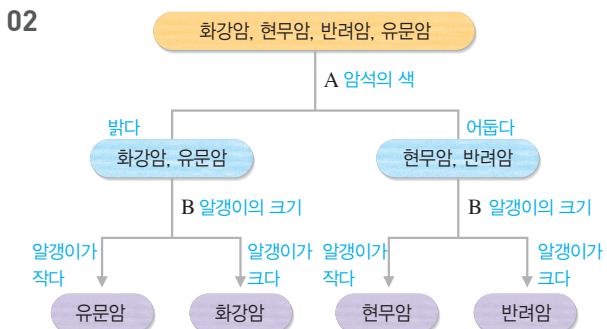 02
화강암, 현무암, 반려암, 유문암
A 암석의 색
밝다
어둡다
화강암, 유문암
현무암, 반려암
B 알갱이의 크기
B 알갱이의 크기
알갱이가
작다
알갱이가
크다
알갱이가
작다
알갱이가
크다
유문암
화강암
현무암
반려암